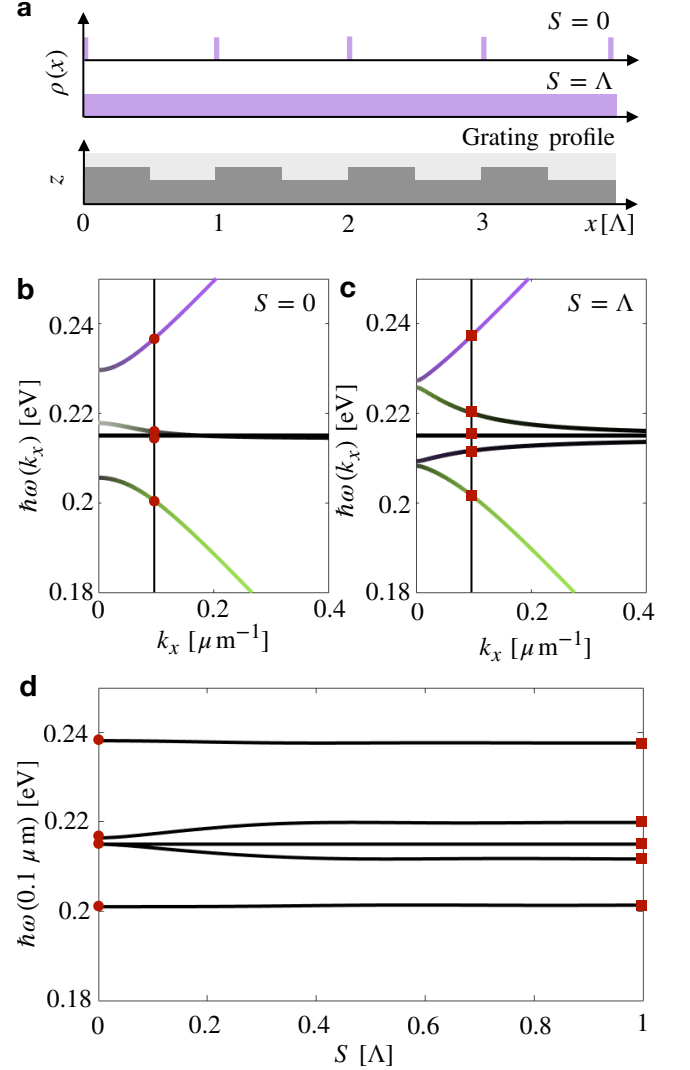 a
S = 0
ρ(x)
S = Λ
Grating profile
z
0 1 2 3 x[Λ]
b
S = 0
ħω(kₓ) [eV]
0.24
0.22
0.2
0.18
0 0.2 0.4
kₓ [μm⁻¹]
c
S = Λ
ħω(kₓ) [eV]
0.24
0.22
0.2
0.18
0 0.2 0.4
kₓ [μm⁻¹]
d
ħω(0.1 μm) [eV]
0.24
0.22
0.2
0.18
0 0.2 0.4 0.6 0.8 1
S [Λ]